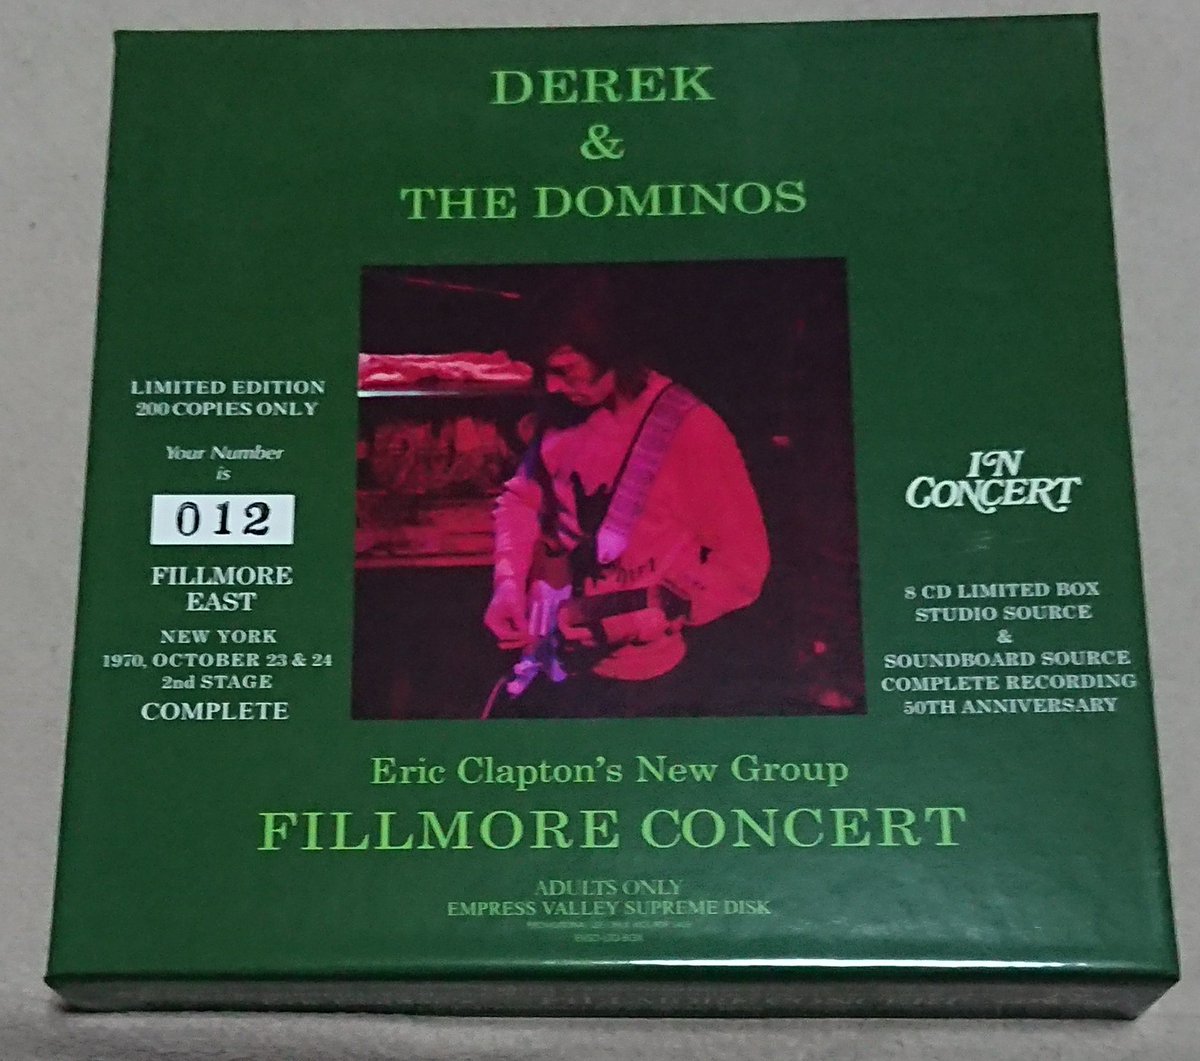 DEREK
&
THE DOMINOS
LIMITED EDITION
200 COPIES ONLY
Your Number
is
012
FILLMORE
EAST
NEW YORK
1970, OCTOBER 23 & 24
2nd STAGE
COMPLETE
IN
CONCERT
8 CD LIMITED BOX
STUDIO SOURCE
&
SOUNDBOARD SOURCE
COMPLETE RECORDING
50TH ANNIVERSARY
Eric Clapton's New Group
FILLMORE CONCERT
ADULTS ONLY
EMPRESS VALLEY SUPREME DISK
FILLMORE CONCERT